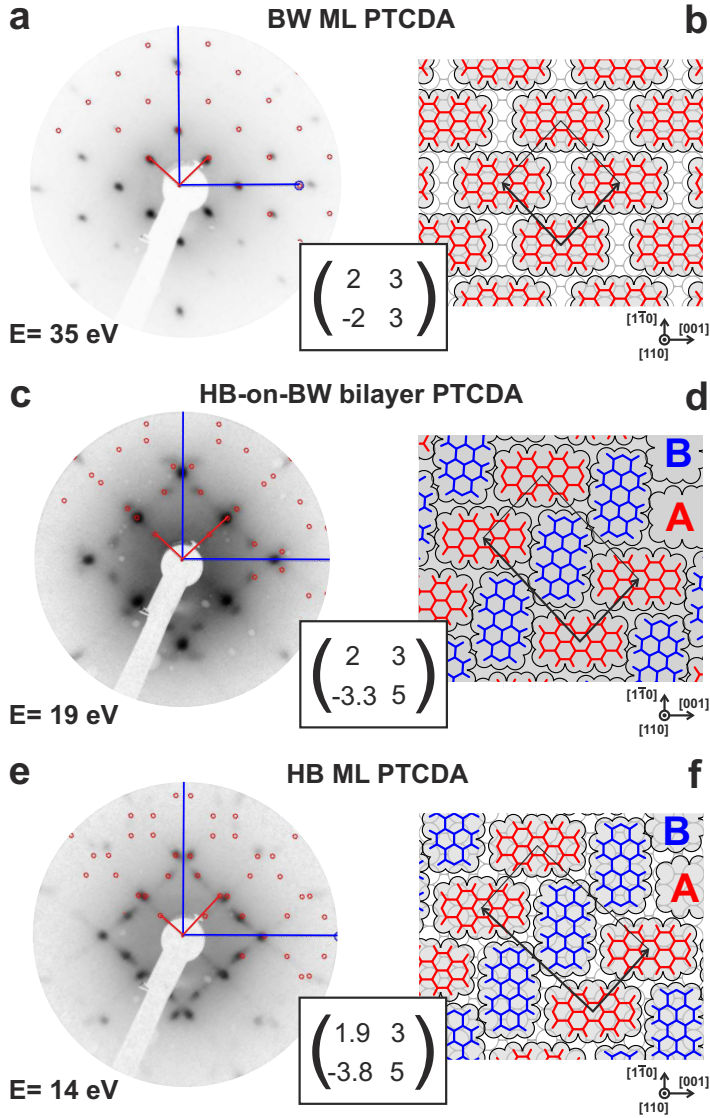 a
BW ML PTCDA
b
E= 35 eV
2 3
-2 3
[11̅0]
[001]
[110]
c
HB-on-BW bilayer PTCDA
d
B
A
E= 19 eV
2 3
-3.3 5
[11̅0]
[001]
[110]
e
HB ML PTCDA
f
B
A
E= 14 eV
1.9 3
-3.8 5
[11̅0]
[001]
[110]